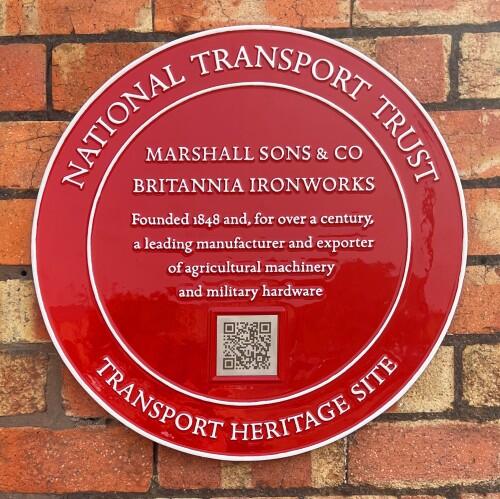 NATIONAL TRANSPORT TRUST
MARSHALL SONS & CO
BRITANNIA IRONWORKS
Founded 1848 and, for over a century,
a leading manufacturer and exporter
of agricultural machinery
and military hardware
TRANSPORT HERITAGE SITE